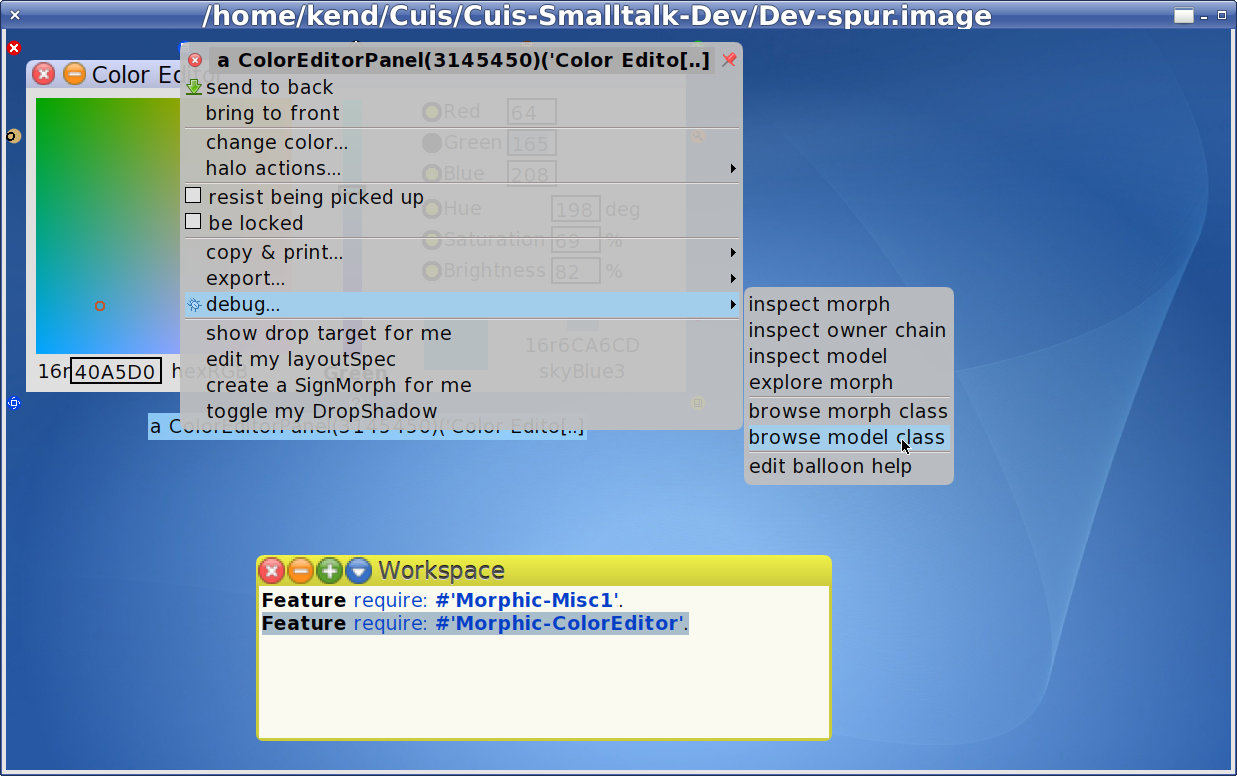 /home/kend/Cuis/Cuis-Smalltalk-Dev/Dev-spur.image
Color E
a ColorEditorPanel(3145450)('Color Edito[..]
send to back
bring to front
change color...
halo actions...
resist being picked up
be locked
copy & print...
export...
debug...
show drop target for me
edit my layoutSpec
create a SignMorph for me
toggle my DropShadow
Red 64
Green 165
Blue 208
Hue 198 deg
Saturation 69 %
Brightness 82 %
16r6CA6CD
skyBlue3
Green
16r 40A5D0 hexRGB
a ColorEditorPanel(3145450)('Color Edito[..]
inspect morph
inspect owner chain
inspect model
explore morph
browse morph class
browse model class
edit balloon help
Workspace
Feature require: #'Morphic-Misc1'.
Feature require: #'Morphic-ColorEditor'.